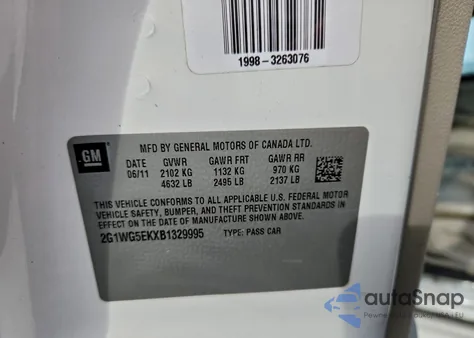 1998-3263076
GM
MFD BY GENERAL MOTORS OF CANADA LTD.
06/11 GVWR GAWR FRT GAWR RR
2102 KG 1132 KG 970 KG
4632 LB 2495 LB 2137 LB
THIS VEHICLE CONFORMS TO ALL APPLICABLE U.S. FEDERAL MOTOR
VEHICLE SAFETY, BUMPER, AND THEFT PREVENTION STANDARDS IN
EFFECT ON THE DATE OF MANUFACTURE SHOWN ABOVE.
2G1WG5EKXB1329995 TYPE: PASS CAR
autoSnap